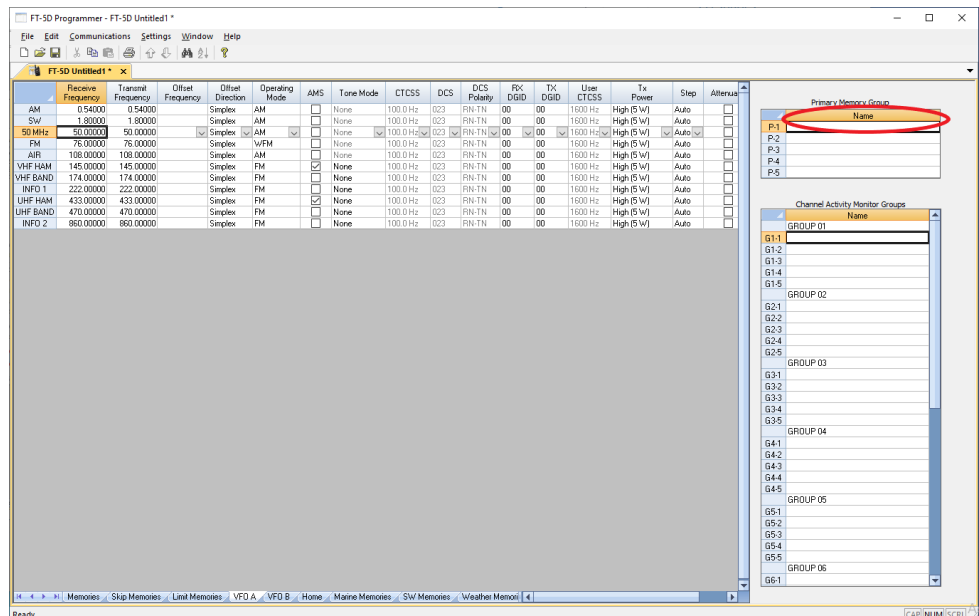 FT-5D Programmer - FT-5D Untitled1 *
File Edit Communications Settings Window Help
FT-5D Untitled1 * ×
Receive Frequency Transmit Frequency Offset Frequency Offset Direction Operating Mode AMS Tone Mode CTCSS DCS DCS Polarity RX DGID TX DGID User CTCSS Tx Power Step Attenua
AM 0.54000 0.54000 Simplex AM None 100.0 Hz 023 RN-TN 00 00 1600 Hz High (5 W) Auto
SW 1.80000 1.80000 Simplex AM None 100.0 Hz 023 RN-TN 00 00 1600 Hz High (5 W) Auto
50 MHz 50.00000 50.00000 Simplex AM None 100.0 Hz 023 RN-TN 00 00 1600 Hz High (5 W) Auto
FM 76.00000 76.00000 Simplex WFM None 100.0 Hz 023 RN-TN 00 00 1600 Hz High (5 W) Auto
AIR 108.00000 108.00000 Simplex AM None 100.0 Hz 023 RN-TN 00 00 1600 Hz High (5 W) Auto
VHF HAM 145.00000 145.00000 Simplex FM None 100.0 Hz 023 RN-TN 00 00 1600 Hz High (5 W) Auto
VHF BAND 174.00000 174.00000 Simplex FM None 100.0 Hz 023 RN-TN 00 00 1600 Hz High (5 W) Auto
INFO 1 222.00000 222.00000 Simplex FM None 100.0 Hz 023 RN-TN 00 00 1600 Hz High (5 W) Auto
UHF HAM 433.00000 433.00000 Simplex FM None 100.0 Hz 023 RN-TN 00 00 1600 Hz High (5 W) Auto
UHF BAND 470.00000 470.00000 Simplex FM None 100.0 Hz 023 RN-TN 00 00 1600 Hz High (5 W) Auto
INFO 2 860.00000 860.00000 Simplex FM None 100.0 Hz 023 RN-TN 00 00 1600 Hz High (5 W) Auto
Primary Memory Group
Name
P-1
P-2
P-3
P-4
P-5
Channel Activity Monitor Groups
Name
GROUP 01
G1-1
G1-2
G1-3
G1-4
G1-5
GROUP 02
G2-1
G2-2
G2-3
G2-4
G2-5
GROUP 03
G3-1
G3-2
G3-3
G3-4
G3-5
GROUP 04
G4-1
G4-2
G4-3
G4-4
G4-5
GROUP 05
G5-1
G5-2
G5-3
G5-4
G5-5
GROUP 06
G6-1
Memories Skip Memories Limit Memories VFO A VFO B Home Marine Memories SW Memories Weather Memori
Ready CAP NUM SCRL